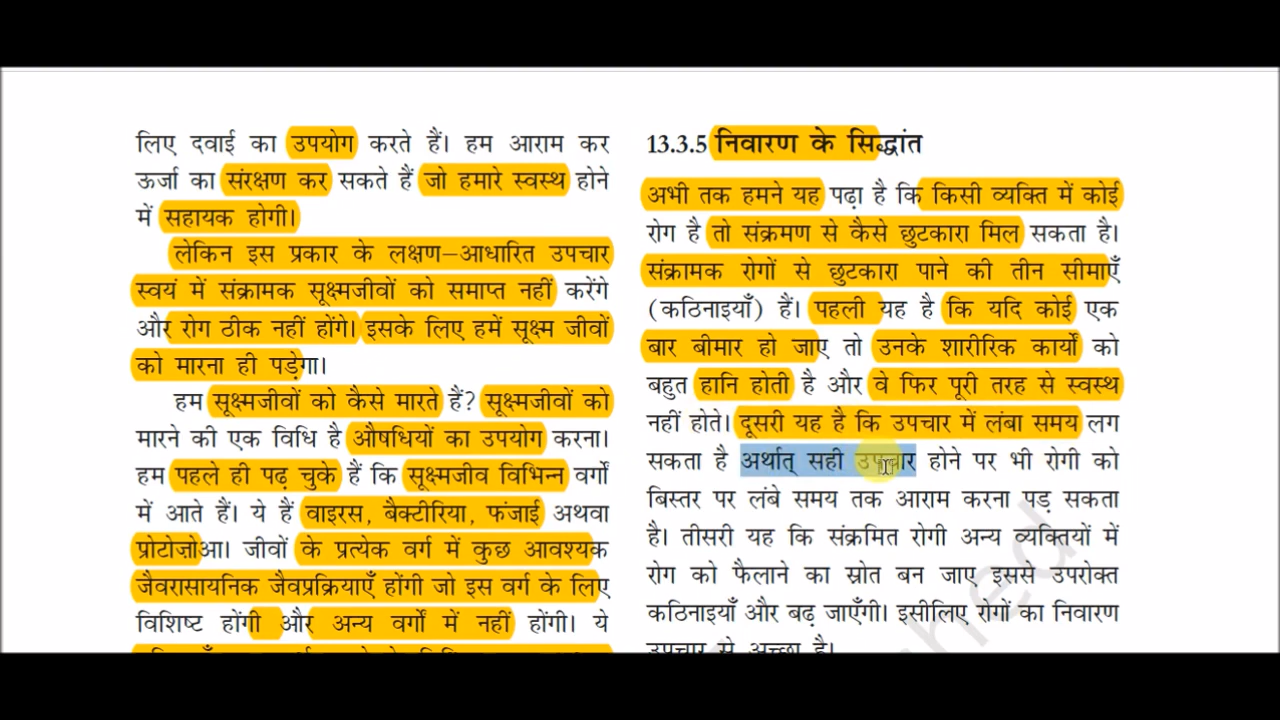 लिए दवाई का उपयोग करते हैं। हम आराम कर
ऊर्जा का संरक्षण कर सकते हैं जो हमारे स्वस्थ होने
में सहायक होगी।
लेकिन इस प्रकार के लक्षण–आधारित उपचार
स्वयं में संक्रामक सूक्ष्मजीवों को समाप्त नहीं करेंगे
और रोग ठीक नहीं होंगे। इसके लिए हमें सूक्ष्म जीवों
को मारना ही पड़ेगा।
हम सूक्ष्मजीवों को कैसे मारते हैं? सूक्ष्मजीवों को
मारने की एक विधि है औषधियों का उपयोग करना।
हम पहले ही पढ़ चुके हैं कि सूक्ष्मजीव विभिन्न वर्गों
में आते हैं। ये हैं वाइरस, बैक्टीरिया, फंजाई अथवा
प्रोटोज़ोआ। जीवों के प्रत्येक वर्ग में कुछ आवश्यक
जैवरासायनिक जैवप्रक्रियाएँ होंगी जो इस वर्ग के लिए
विशिष्ट होंगी और अन्य वर्गों में नहीं होंगी। ये
13.3.5 निवारण के सिद्धांत
अभी तक हमने यह पढ़ा है कि किसी व्यक्ति में कोई
रोग है तो संक्रमण से कैसे छुटकारा मिल सकता है।
संक्रामक रोगों से छुटकारा पाने की तीन सीमाएँ
(कठिनाइयाँ) हैं। पहली यह है कि यदि कोई एक
बार बीमार हो जाए तो उनके शारीरिक कार्यों को
बहुत हानि होती है और वे फिर पूरी तरह से स्वस्थ
नहीं होते। दूसरी यह है कि उपचार में लंबा समय लग
सकता है अर्थात् सही उपचार होने पर भी रोगी को
बिस्तर पर लंबे समय तक आराम करना पड़ सकता
है। तीसरी यह कि संक्रमित रोगी अन्य व्यक्तियों में
रोग को फैलाने का स्रोत बन जाए इससे उपरोक्त
कठिनाइयाँ और बढ़ जाएँगी। इसीलिए रोगों का निवारण
उपचार से अच्छा है।